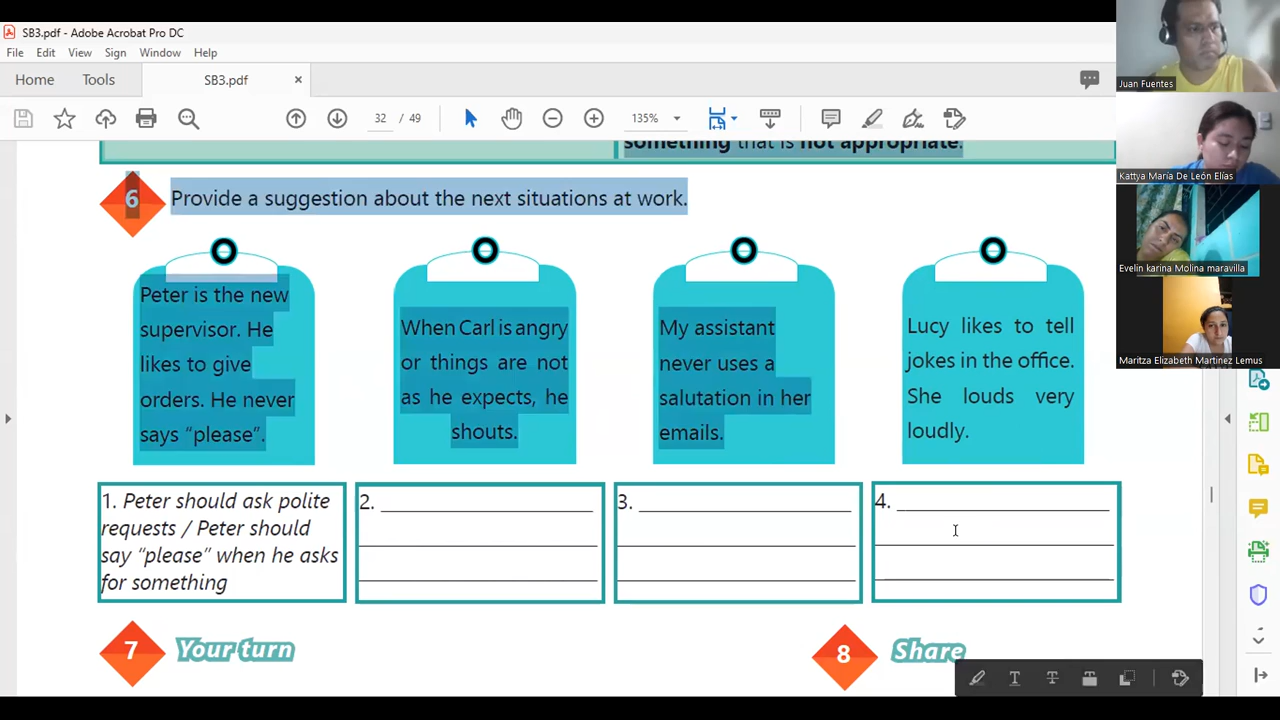 SB3.pdf - Adobe Acrobat Pro DC
File Edit View Sign Window Help
Home Tools SB3.pdf ×
32 / 49 135%
something that is not appropriate.
6 Provide a suggestion about the next situations at work.
Peter is the new
supervisor. He
likes to give
orders. He never
says “please”.
When Carl is angry
or things are not
as he expects, he
shouts.
My assistant
never uses a
salutation in her
emails.
Lucy likes to tell
jokes in the office.
She louds very
loudly.
1. Peter should ask polite
requests / Peter should
say “please” when he asks
for something
2.
3.
4.
7 Your turn
8 Share
Juan Fuentes
Kattya María De León Elías
Evelin karina Molina maravilla
Maritza Elizabeth Martinez Lemus